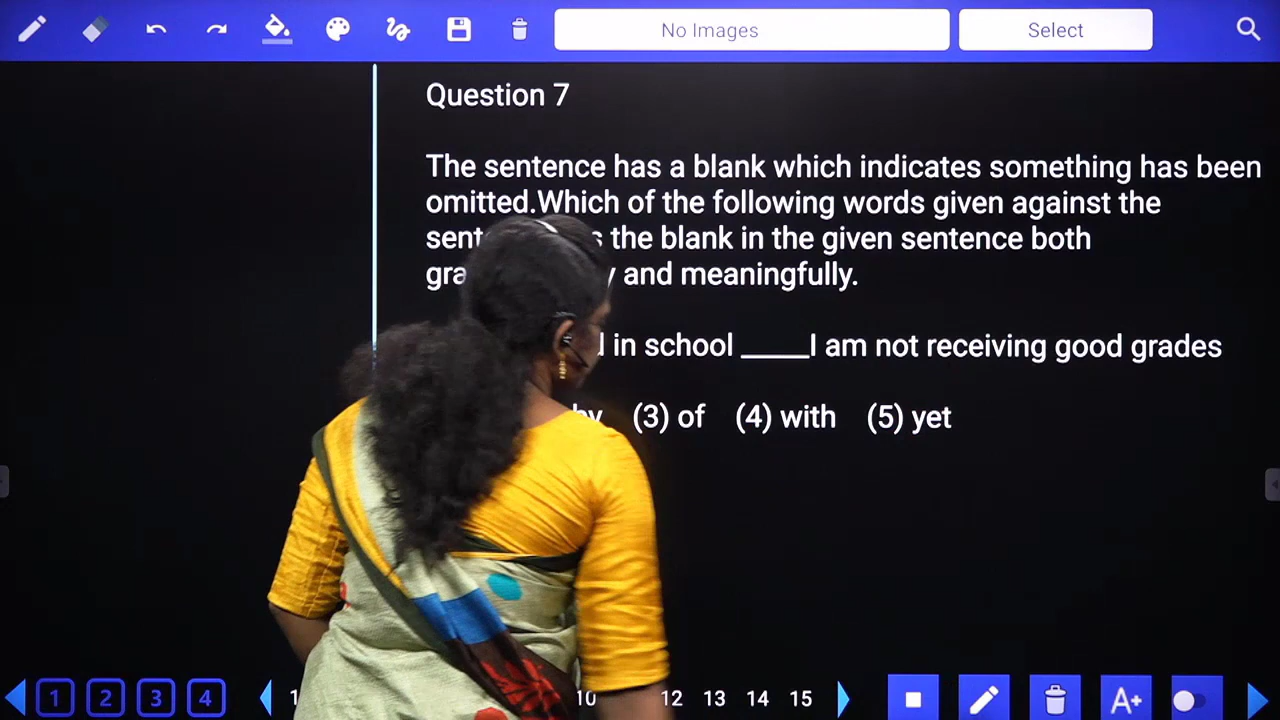 No Images
Select
Question 7
The sentence has a blank which indicates something has been
omitted.Which of the following words given against the
the blank in the given sentence both
and meaningfully.
in school _____I am not receiving good grades
by (3) of (4) with (5) yet
1 2 3 4
10 12 13 14 15
A+